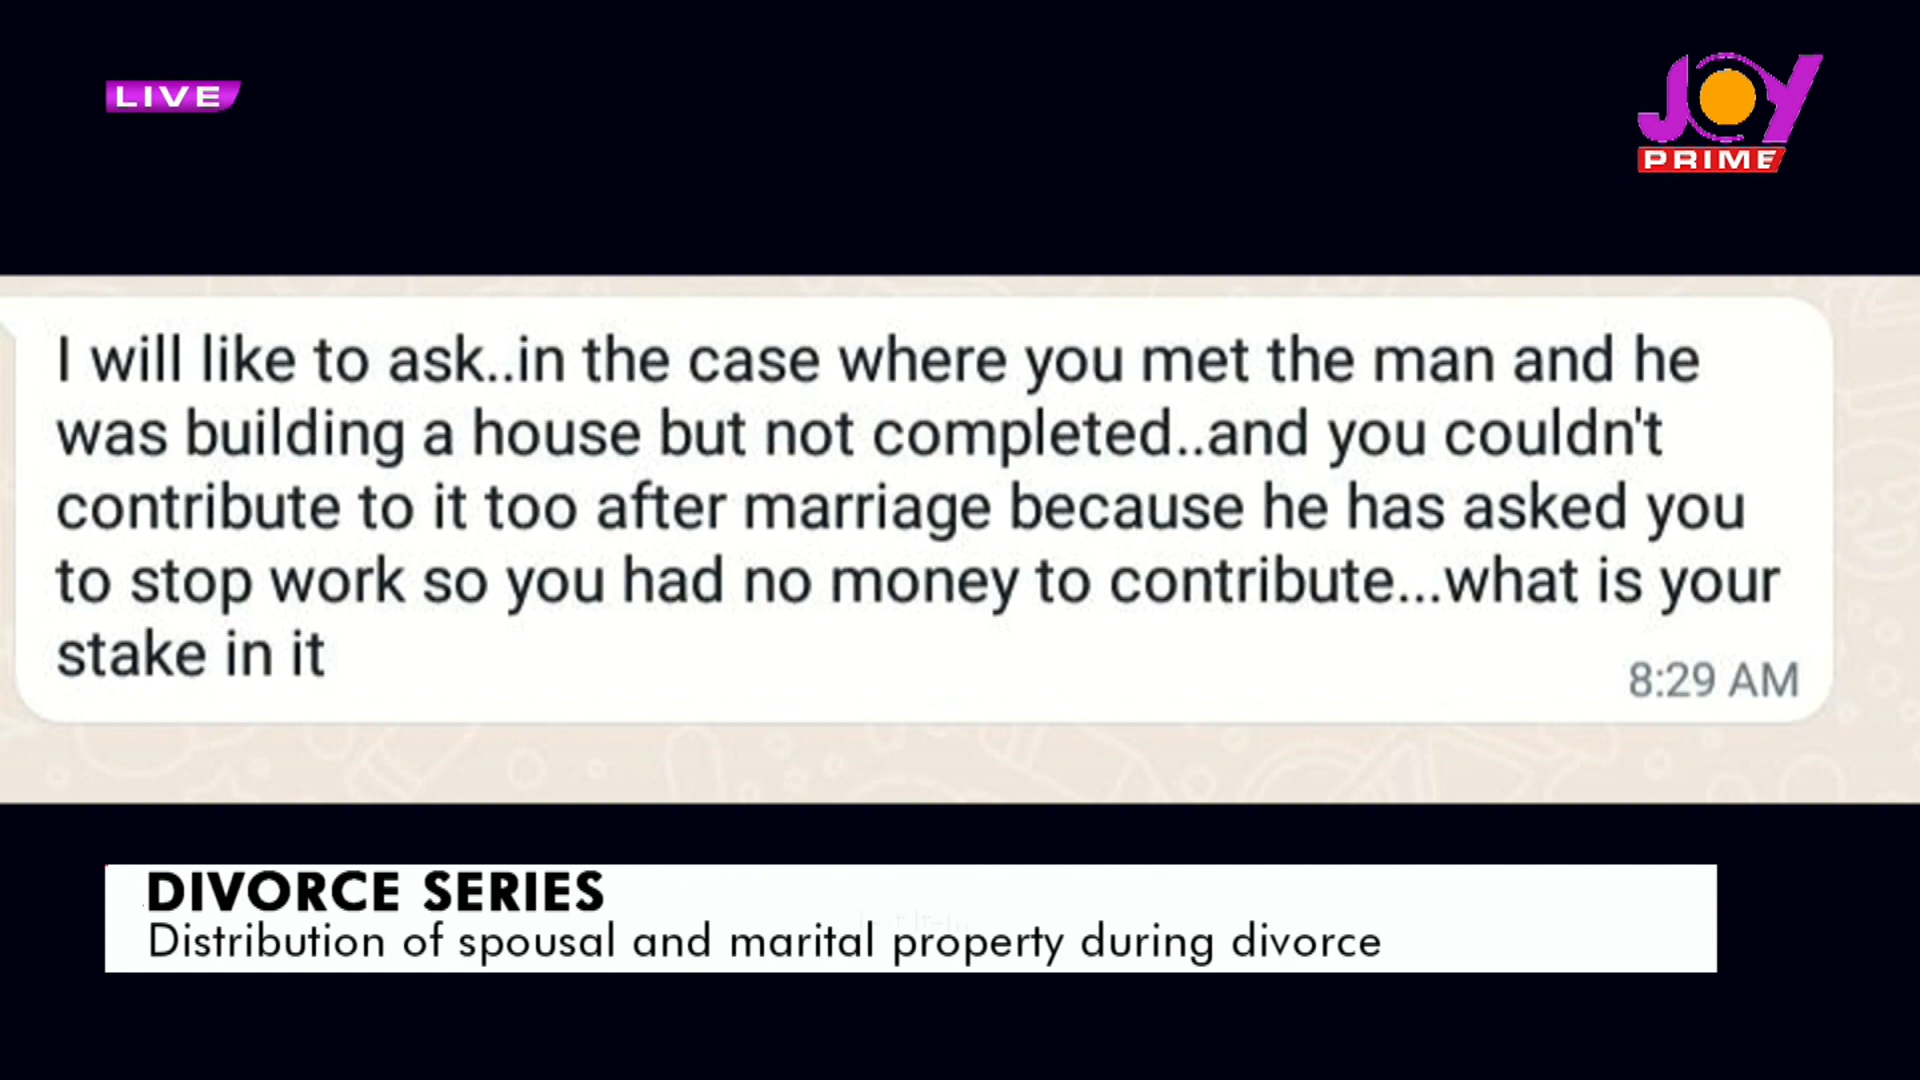 LIVE
JOY
PRIME
I will like to ask..in the case where you met the man and he
was building a house but not completed..and you couldn't
contribute to it too after marriage because he has asked you
to stop work so you had no money to contribute...what is your
stake in it
8:29 AM
DIVORCE SERIES
Distribution of spousal and marital property during divorce